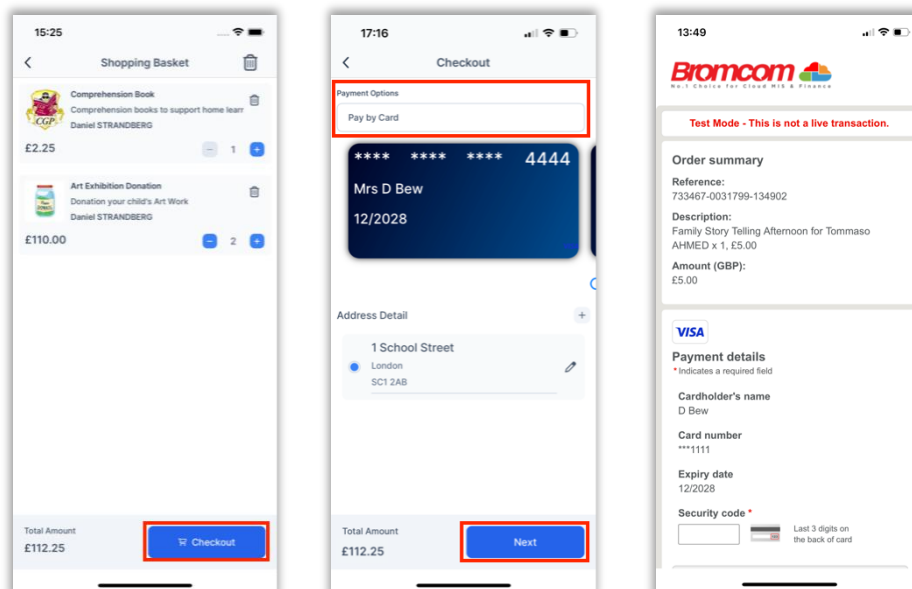 15:25
Shopping Basket
CGP
Comprehension Book
Comprehension books to support home learr
Daniel STRANDBERG
£2.25
1
Art Exhibition Donation
Donation your child's Art Work
Daniel STRANDBERG
£110.00
2
Total Amount
£112.25
Checkout
17:16
Checkout
Payment Options
Pay by Card
**** **** **** 4444
Mrs D Bew
12/2028
Address Detail
1 School Street
London
SC1 2AB
Total Amount
£112.25
Next
13:49
Bromcom
No.1 Choice for Cloud MIS & Finance
Test Mode - This is not a live transaction.
Order summary
Reference:
733467-0031799-134902
Description:
Family Story Telling Afternoon for Tommaso
AHMED x 1, £5.00
Amount (GBP):
£5.00
VISA
Payment details
* Indicates a required field
Cardholder's name
D Bew
Card number
***1111
Expiry date
12/2028
Security code *
Last 3 digits on
the back of card